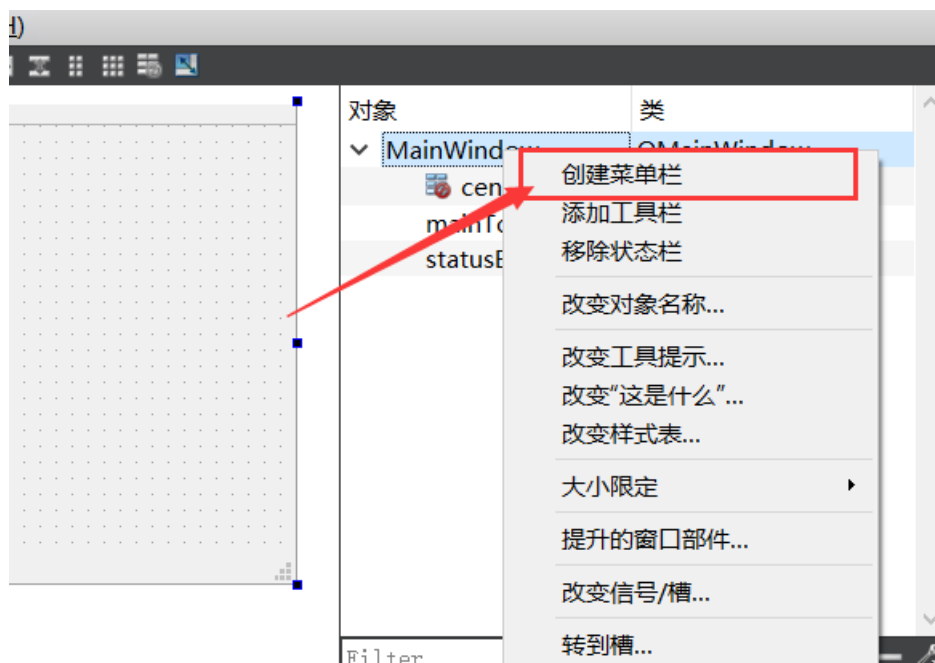 对象 类
MainWindow QMainWindow
创建菜单栏
cen
添加工具栏
mainTo
移除状态栏
statusB
改变对象名称...
改变工具提示...
改变“这是什么”...
改变样式表...
大小限定
提升的窗口部件...
改变信号/槽...
转到槽...
Filter